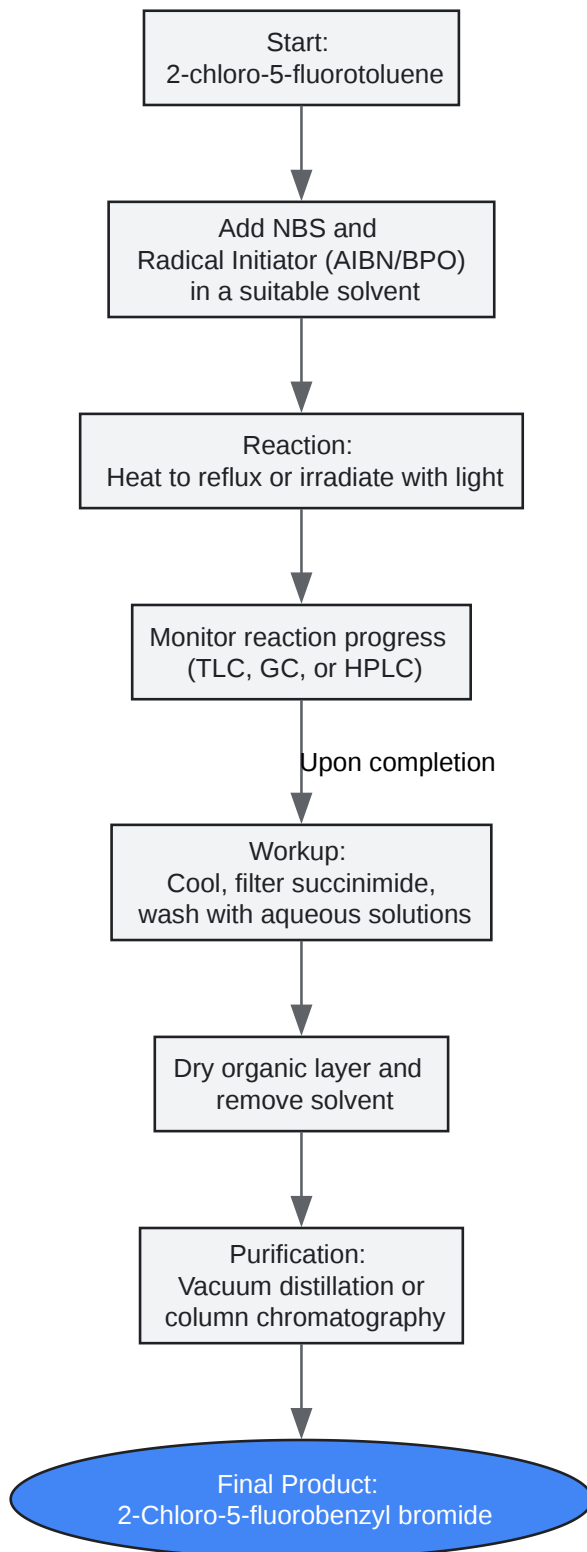 Start:
2-chloro-5-fluorotoluene
Add NBS and
Radical Initiator (AIBN/BPO)
in a suitable solvent
Reaction:
Heat to reflux or irradiate with light
Monitor reaction progress
(TLC, GC, or HPLC)
Upon completion
Workup:
Cool, filter succinimide,
wash with aqueous solutions
Dry organic layer and
remove solvent
Purification:
Vacuum distillation or
column chromatography
Final Product:
2-Chloro-5-fluorobenzyl bromide